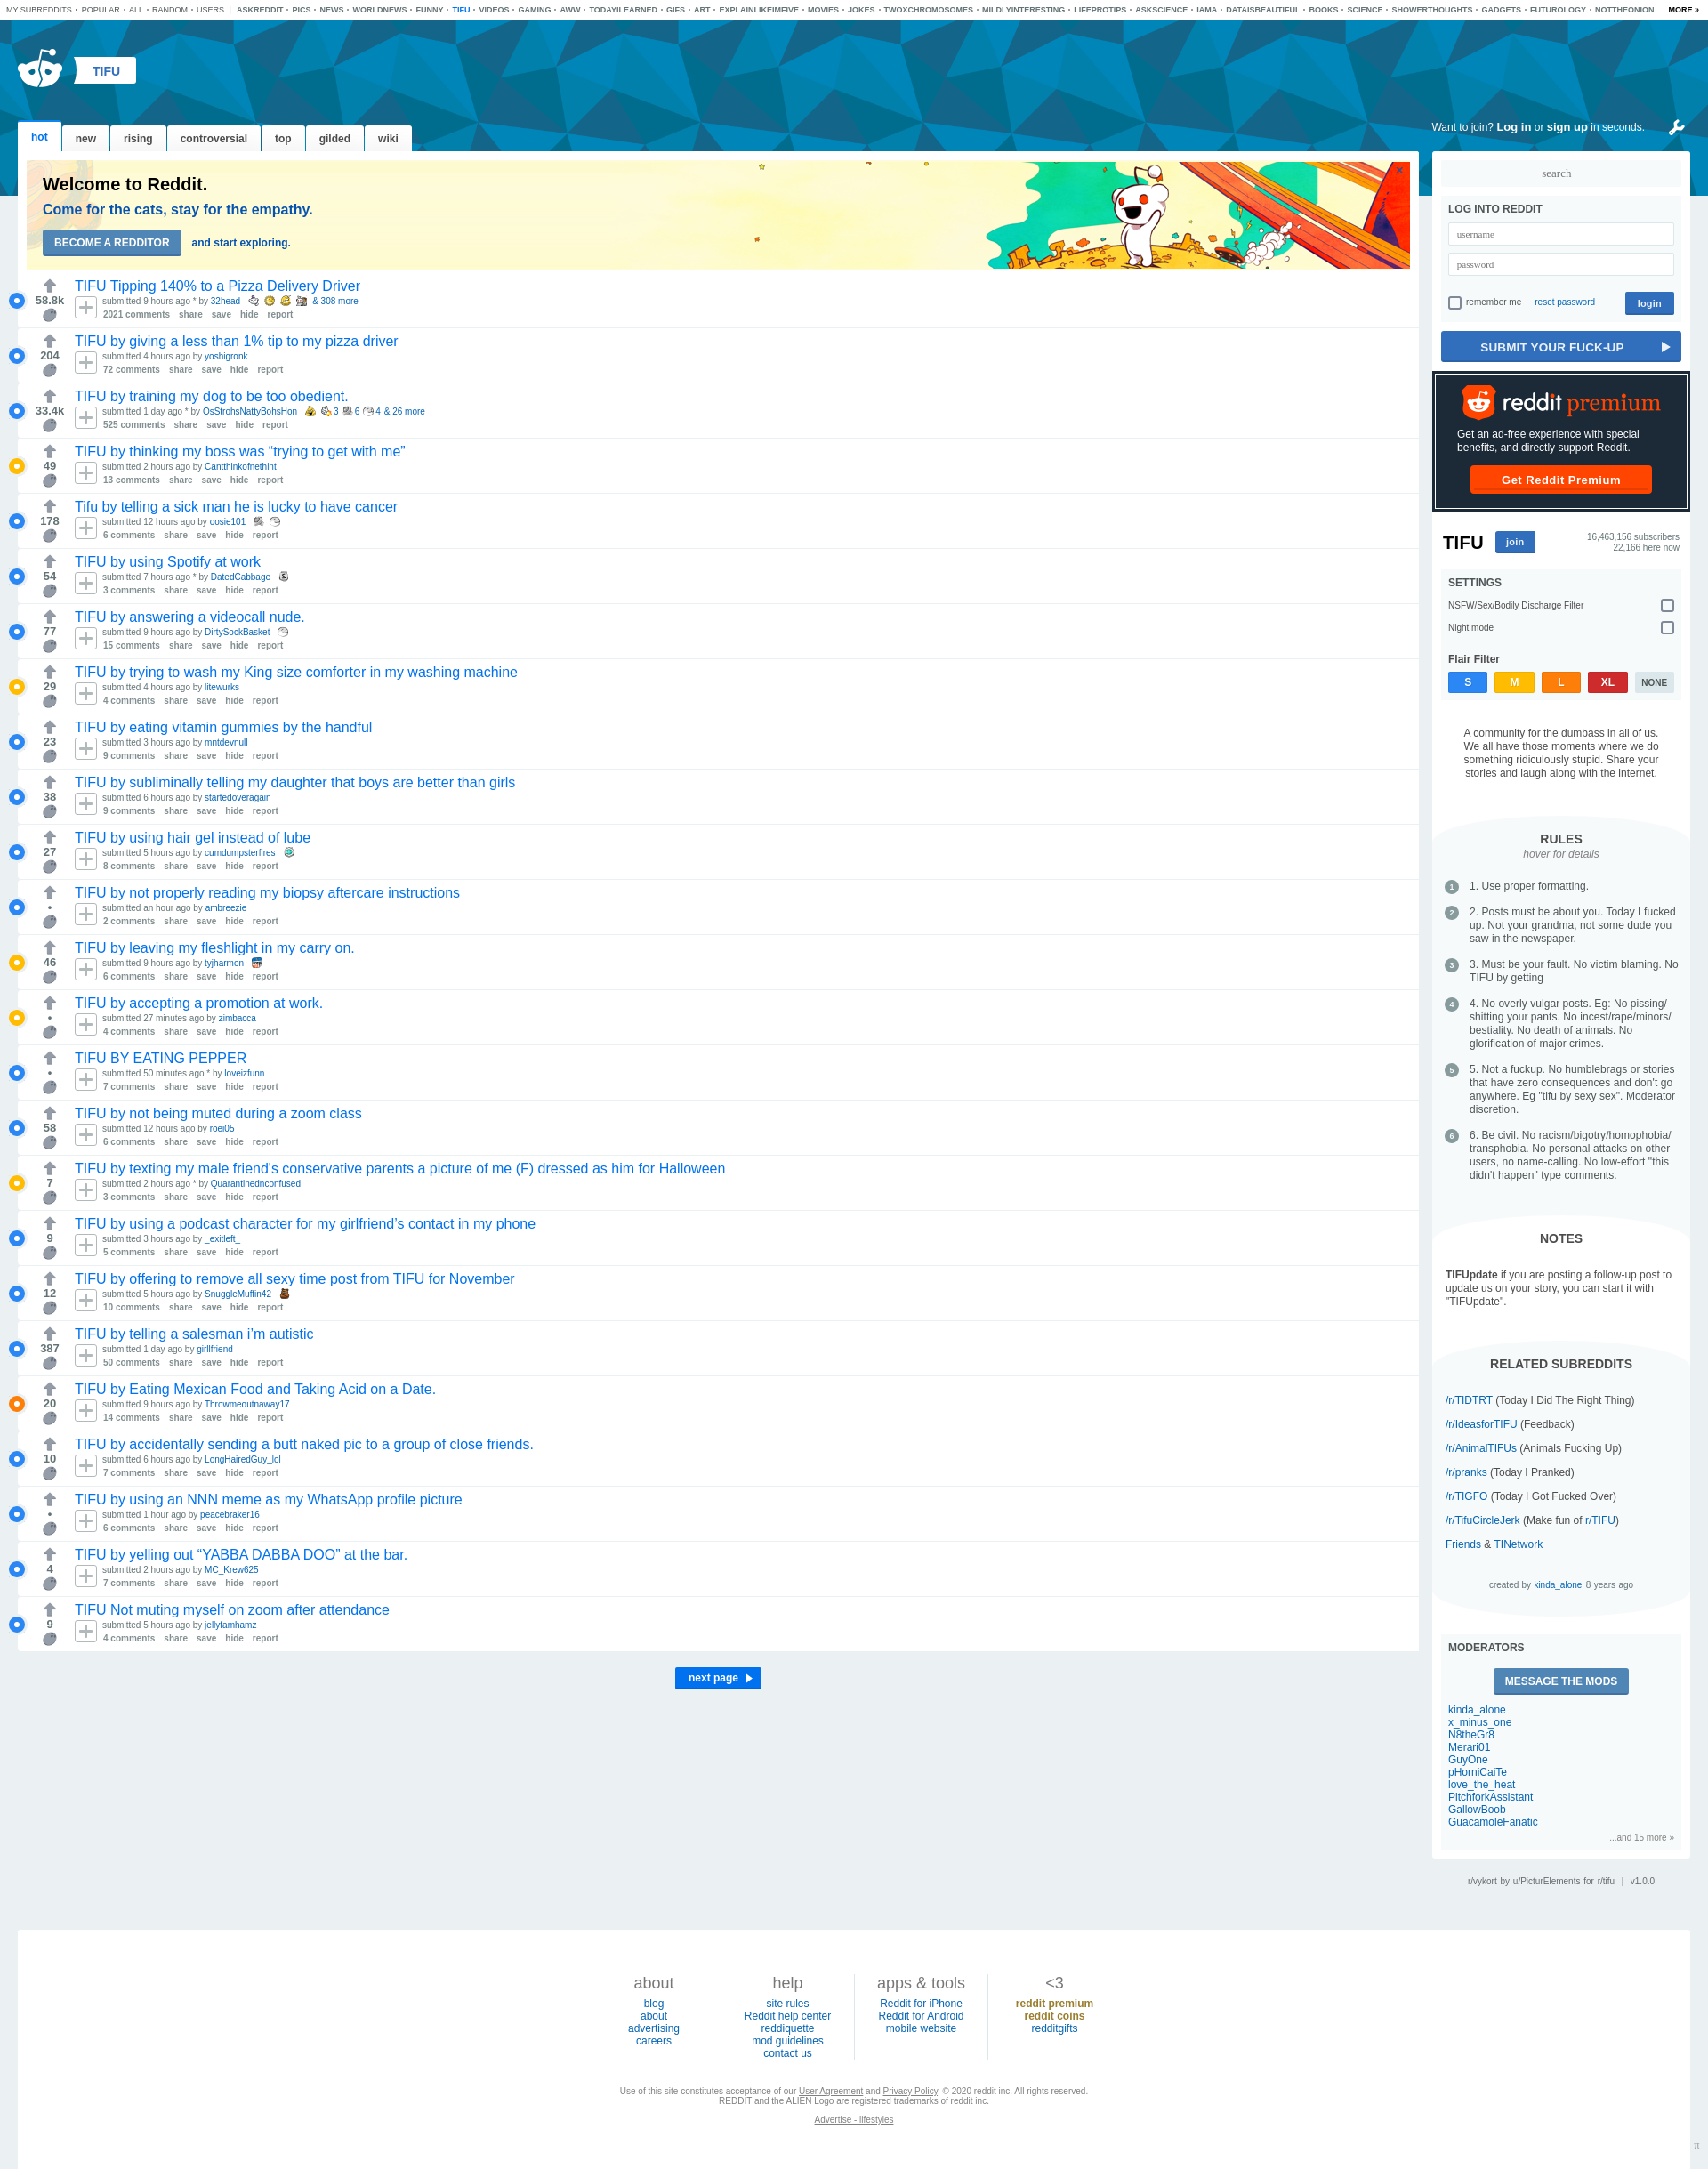 MY SUBREDDITS • POPULAR • ALL • RANDOM • USERS | ASKREDDIT • PICS • NEWS • WORLDNEWS • FUNNY • TIFU • VIDEOS • GAMING • AWW • TODAYILEARNED • GIFS • ART • EXPLAINLIKEIMFIVE • MOVIES • JOKES • TWOXCHROMOSOMES • MILDLYINTERESTING • LIFEPROTIPS • ASKSCIENCE • IAMA • DATAISBEAUTIFUL • BOOKS • SCIENCE • SHOWERTHOUGHTS • GADGETS • FUTUROLOGY • NOTTHEONION MORE »
TIFU
hot new rising controversial top gilded wiki
Want to join? Log in or sign up in seconds.
Welcome to Reddit.
Come for the cats, stay for the empathy.
BECOME A REDDITOR and start exploring.
TIFU Tipping 140% to a Pizza Delivery Driver
58.8k submitted 9 hours ago * by 32head & 308 more
2021 comments share save hide report
TIFU by giving a less than 1% tip to my pizza driver
204 submitted 4 hours ago by yoshigronk
72 comments share save hide report
TIFU by training my dog to be too obedient.
33.4k submitted 1 day ago * by OsStrohsNattyBohsHon 3 6 4 & 26 more
525 comments share save hide report
TIFU by thinking my boss was “trying to get with me”
49 submitted 2 hours ago by Cantthinkofnethint
13 comments share save hide report
Tifu by telling a sick man he is lucky to have cancer
178 submitted 12 hours ago by oosie101
6 comments share save hide report
TIFU by using Spotify at work
54 submitted 7 hours ago * by DatedCabbage
3 comments share save hide report
TIFU by answering a videocall nude.
77 submitted 9 hours ago by DirtySockBasket
15 comments share save hide report
TIFU by trying to wash my King size comforter in my washing machine
29 submitted 4 hours ago by litewurks
4 comments share save hide report
TIFU by eating vitamin gummies by the handful
23 submitted 3 hours ago by mntdevnull
9 comments share save hide report
TIFU by subliminally telling my daughter that boys are better than girls
38 submitted 6 hours ago by startedoveragain
9 comments share save hide report
TIFU by using hair gel instead of lube
27 submitted 5 hours ago by cumdumpsterfires
8 comments share save hide report
TIFU by not properly reading my biopsy aftercare instructions
• submitted an hour ago by ambreezie
2 comments share save hide report
TIFU by leaving my fleshlight in my carry on.
46 submitted 9 hours ago by tyjharmon
6 comments share save hide report
TIFU by accepting a promotion at work.
• submitted 27 minutes ago by zimbacca
4 comments share save hide report
TIFU BY EATING PEPPER
• submitted 50 minutes ago * by loveizfunn
7 comments share save hide report
TIFU by not being muted during a zoom class
58 submitted 12 hours ago by roei05
6 comments share save hide report
TIFU by texting my male friend's conservative parents a picture of me (F) dressed as him for Halloween
7 submitted 2 hours ago * by Quarantinednconfused
3 comments share save hide report
TIFU by using a podcast character for my girlfriend’s contact in my phone
9 submitted 3 hours ago by _exitleft_
5 comments share save hide report
TIFU by offering to remove all sexy time post from TIFU for November
12 submitted 5 hours ago by SnuggleMuffin42
10 comments share save hide report
TIFU by telling a salesman i’m autistic
387 submitted 1 day ago by girllfriend
50 comments share save hide report
TIFU by Eating Mexican Food and Taking Acid on a Date.
20 submitted 9 hours ago by Throwmeoutnaway17
14 comments share save hide report
TIFU by accidentally sending a butt naked pic to a group of close friends.
10 submitted 6 hours ago by LongHairedGuy_lol
7 comments share save hide report
TIFU by using an NNN meme as my WhatsApp profile picture
• submitted 1 hour ago by peacebraker16
6 comments share save hide report
TIFU by yelling out “YABBA DABBA DOO” at the bar.
4 submitted 2 hours ago by MC_Krew625
7 comments share save hide report
TIFU Not muting myself on zoom after attendance
9 submitted 5 hours ago by jellyfamhamz
4 comments share save hide report
next page
search
LOG INTO REDDIT
username
password
remember me reset password login
SUBMIT YOUR FUCK-UP
reddit premium
Get an ad-free experience with special
benefits, and directly support Reddit.
Get Reddit Premium
TIFU join 16,463,156 subscribers
22,166 here now
SETTINGS
NSFW/Sex/Bodily Discharge Filter
Night mode
Flair Filter
S M L XL NONE
A community for the dumbass in all of us.
We all have those moments where we do
something ridiculously stupid. Share your
stories and laugh along with the internet.
RULES
hover for details
1 1. Use proper formatting.
2 2. Posts must be about you. Today I fucked
up. Not your grandma, not some dude you
saw in the newspaper.
3 3. Must be your fault. No victim blaming. No
TIFU by getting
4 4. No overly vulgar posts. Eg: No pissing/
shitting your pants. No incest/rape/minors/
bestiality. No death of animals. No
glorification of major crimes.
5 5. Not a fuckup. No humblebrags or stories
that have zero consequences and don't go
anywhere. Eg "tifu by sexy sex". Moderator
discretion.
6 6. Be civil. No racism/bigotry/homophobia/
transphobia. No personal attacks on other
users, no name-calling. No low-effort "this
didn't happen" type comments.
NOTES
TIFUpdate if you are posting a follow-up post to
update us on your story, you can start it with
"TIFUpdate".
RELATED SUBREDDITS
/r/TIDTRT (Today I Did The Right Thing)
/r/IdeasforTIFU (Feedback)
/r/AnimalTIFUs (Animals Fucking Up)
/r/pranks (Today I Pranked)
/r/TIGFO (Today I Got Fucked Over)
/r/TifuCircleJerk (Make fun of r/TIFU)
Friends & TINetwork
created by kinda_alone 8 years ago
MODERATORS
MESSAGE THE MODS
kinda_alone
x_minus_one
N8theGr8
Merari01
GuyOne
pHorniCaiTe
love_the_heat
PitchforkAssistant
GallowBoob
GuacamoleFanatic
...and 15 more »
r/vykort by u/PicturElements for r/tifu | v1.0.0
about help apps & tools <3
blog site rules Reddit for iPhone reddit premium
about Reddit help center Reddit for Android reddit coins
advertising reddiquette mobile website redditgifts
careers mod guidelines
contact us
Use of this site constitutes acceptance of our User Agreement and Privacy Policy. © 2020 reddit inc. All rights reserved.
REDDIT and the ALIEN Logo are registered trademarks of reddit inc.
Advertise - lifestyles
π